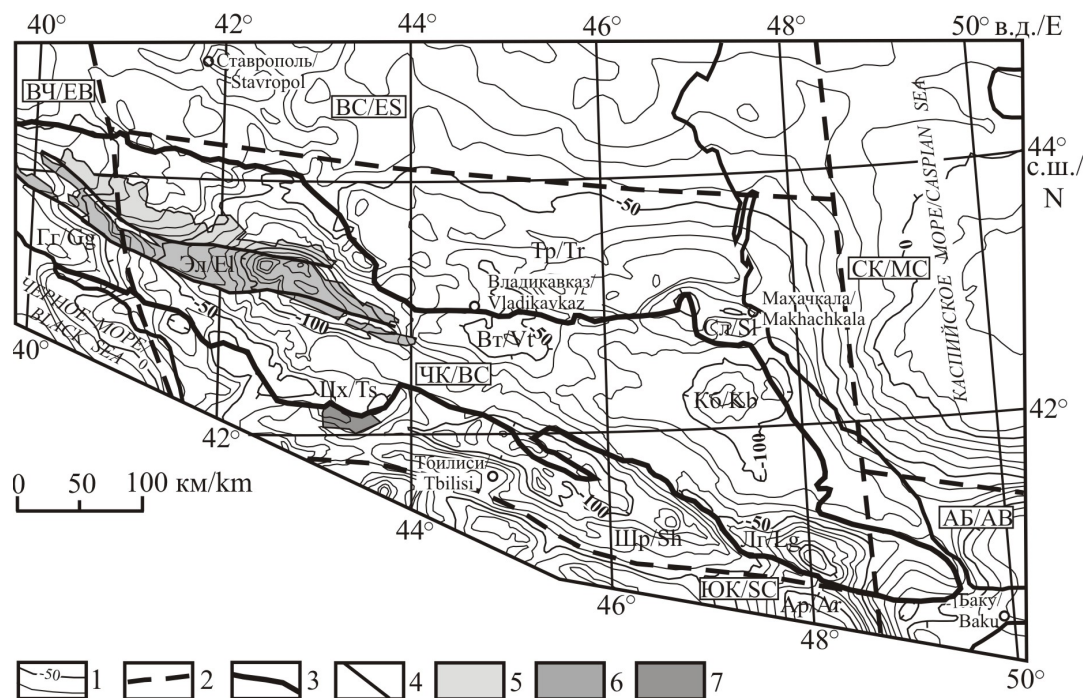 40° 42° 44° 46° 48° 50° в.д./E
Ставрополь/
Stavropol
ВЧ/EB
ВС/ES
44°
с.ш./
N
-50
КАСПИЙСКОЕ МОРЕ/CASPIAN SEA
0
Гг/Gg
Эл/El
Тр/Tr
СК/MC
Владикавказ/
Vladikavkaz
Махачкала/
Makhachkala
-50
-100
Вт/Vt
-50
Сл/Sl
ЧЕРНОЕ МОРЕ/
BLACK SEA
0
40°
ЧК/BC
Цх/Ts
Кб/Kb
42°
42°
-100
Тбилиси/
Tbilisi
0 50 100 км/km
-100
-50
АБ/AB
44°
Шр/Sh
Лг/Lg
ЮК/SC
46°
Ар/Ar
Баку/
Baku
48°
50°
-50 1 2 3 4 5 6 7